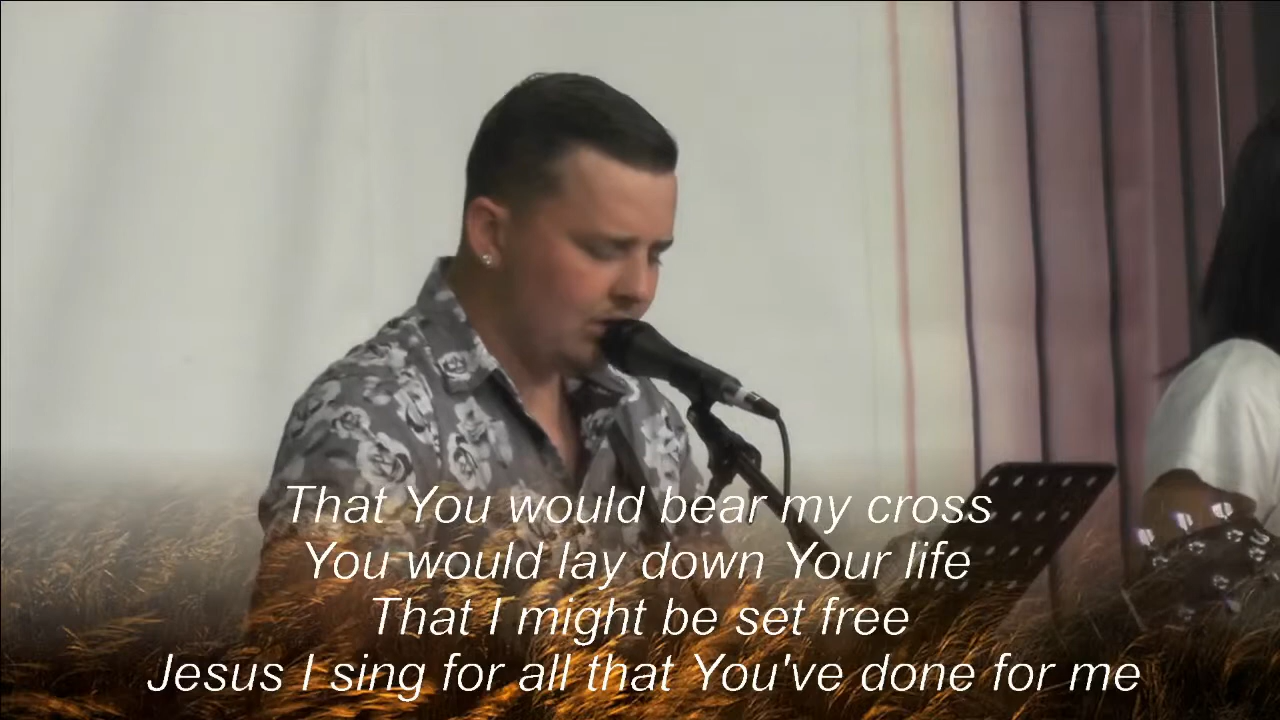 That You would bear my cross
You would lay down Your life
That I might be set free
Jesus I sing for all that You've done for me